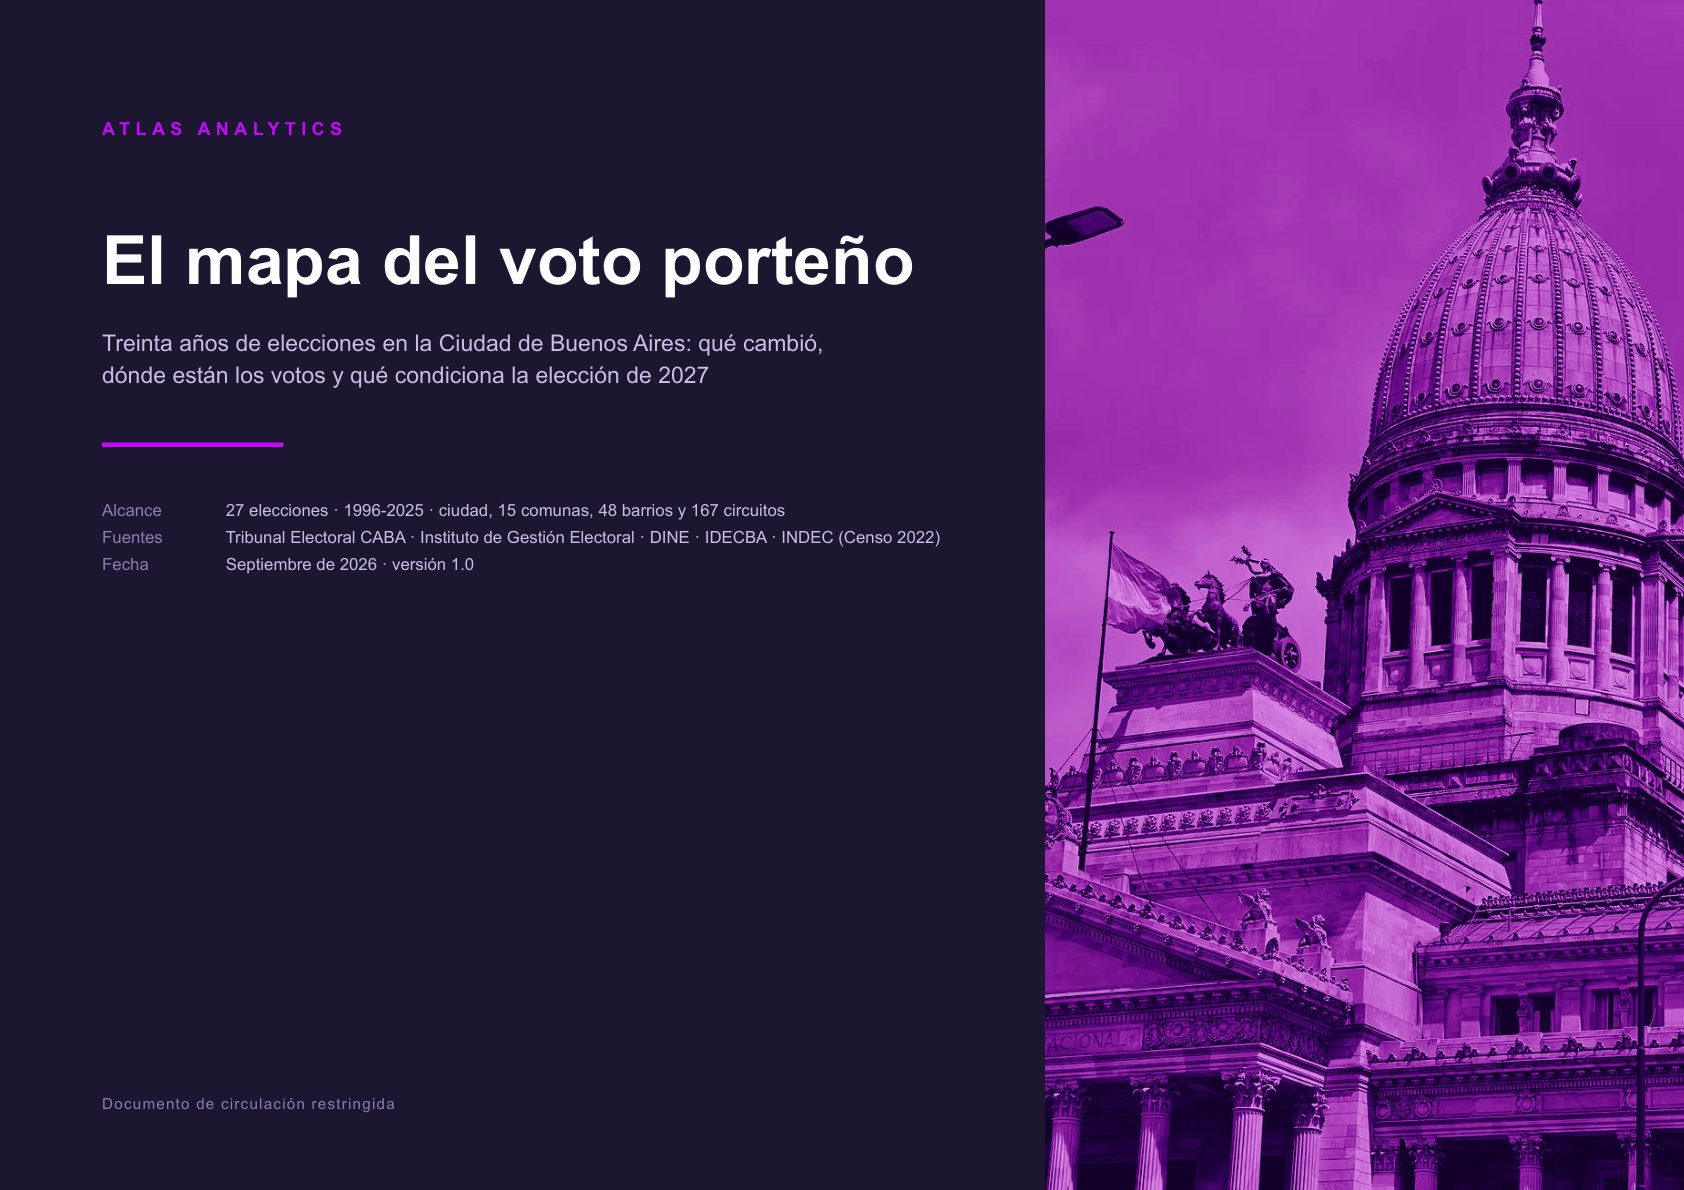 ATLAS ANALYTICS
El mapa del voto porteño
Treinta años de elecciones en la Ciudad de Buenos Aires: qué cambió,
dónde están los votos y qué condiciona la elección de 2027
Alcance 27 elecciones · 1996-2025 · ciudad, 15 comunas, 48 barrios y 167 circuitos
Fuentes Tribunal Electoral CABA · Instituto de Gestión Electoral · DINE · IDECBA · INDEC (Censo 2022)
Fecha Septiembre de 2026 · versión 1.0
ACIONAL
Documento de circulación restringida